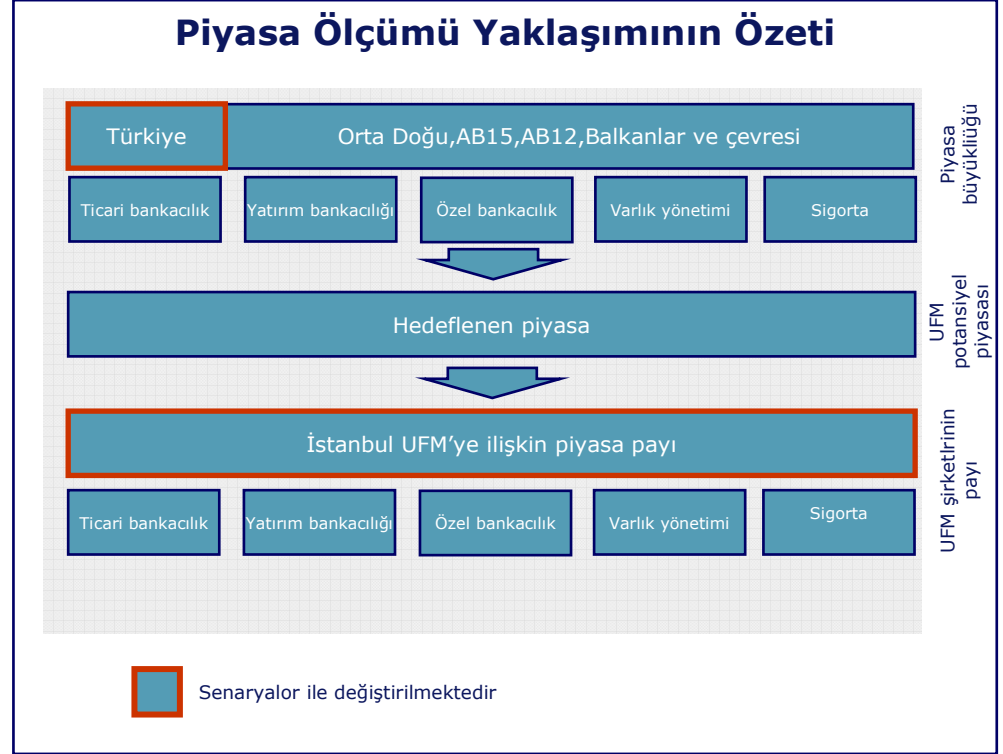 Piyasa Ölçümü Yaklaşımının Özeti
Türkiye
Orta Doğu,AB15,AB12,Balkanlar ve çevresi
Piyasa
büyükliuğü
Ticari bankacılık
Yatırım bankacılığı
Özel bankacılık
Varlık yönetimi
Sigorta
Hedeflenen piyasa
UFM
potansiyel
piyasası
İstanbul UFM’ye ilişkin piyasa payı
UFM şirketlrinin
payı
Ticari bankacılık
Yatırım bankacılığı
Özel bankacılık
Varlık yönetimi
Sigorta
Senaryalor ile değiştirilmektedir